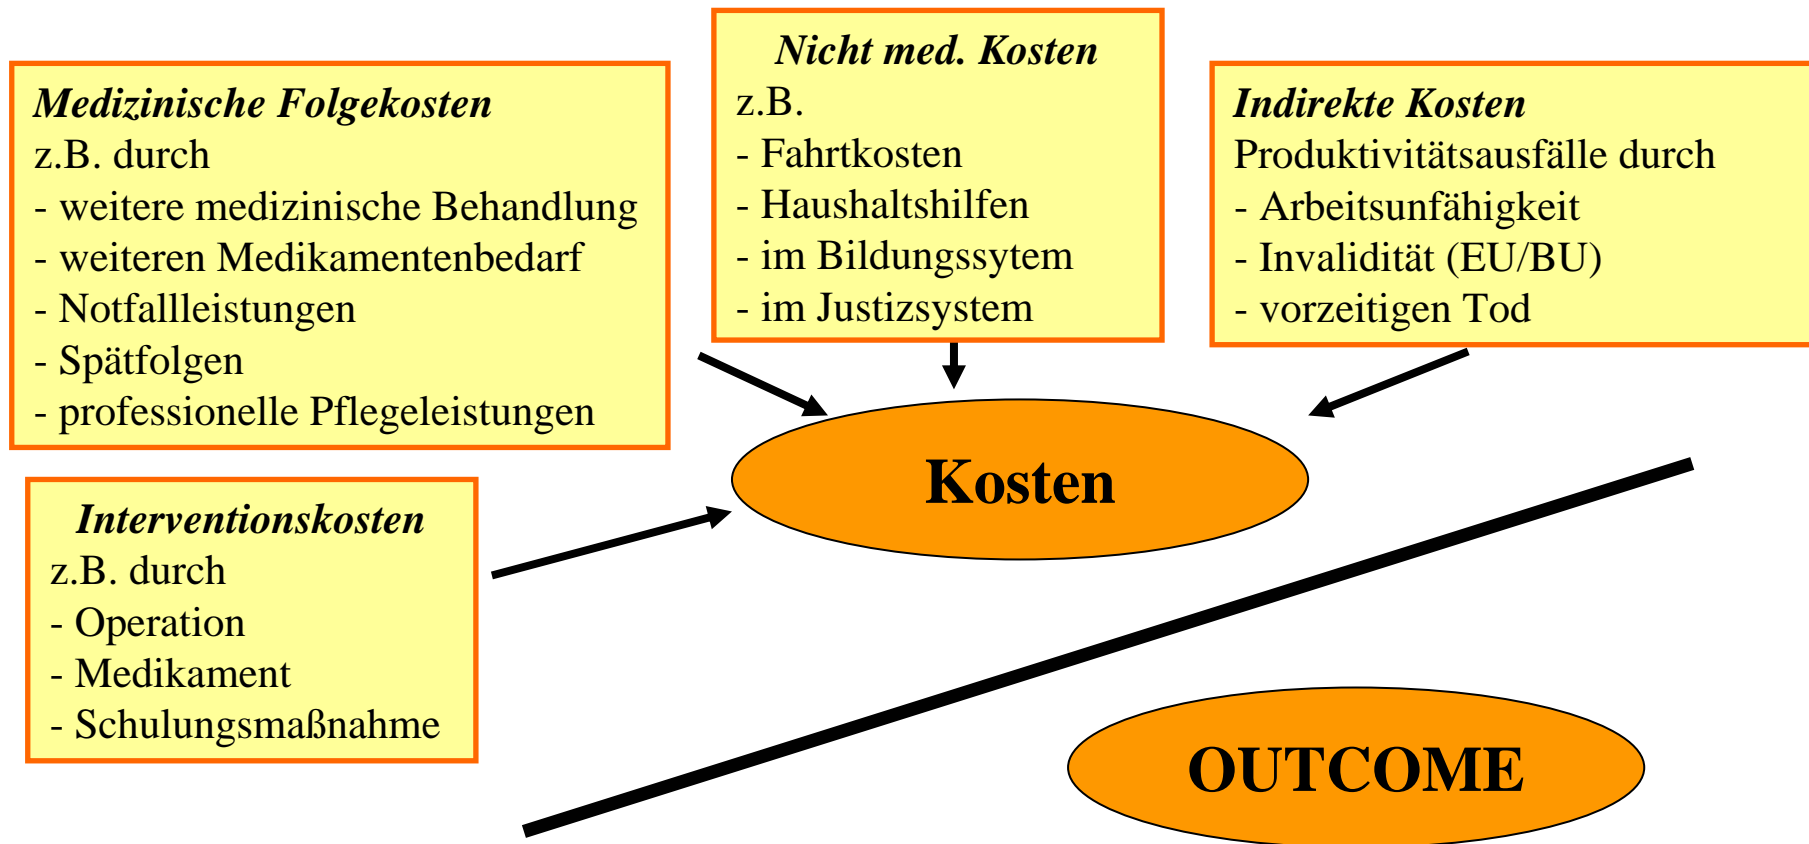 Medizinische Folgekosten
z.B. durch
- weitere medizinische Behandlung
- weiteren Medikamentenbedarf
- Notfallleistungen
- Spätfolgen
- professionelle Pflegeleistungen
Nicht med. Kosten
z.B.
- Fahrtkosten
- Haushaltshilfen
- im Bildungssytem
- im Justizsystem
Indirekte Kosten
Produktivitätsausfälle durch
- Arbeitsunfähigkeit
- Invalidität (EU/BU)
- vorzeitigen Tod
Interventionskosten
z.B. durch
- Operation
- Medikament
- Schulungsmaßnahme
Kosten
OUTCOME